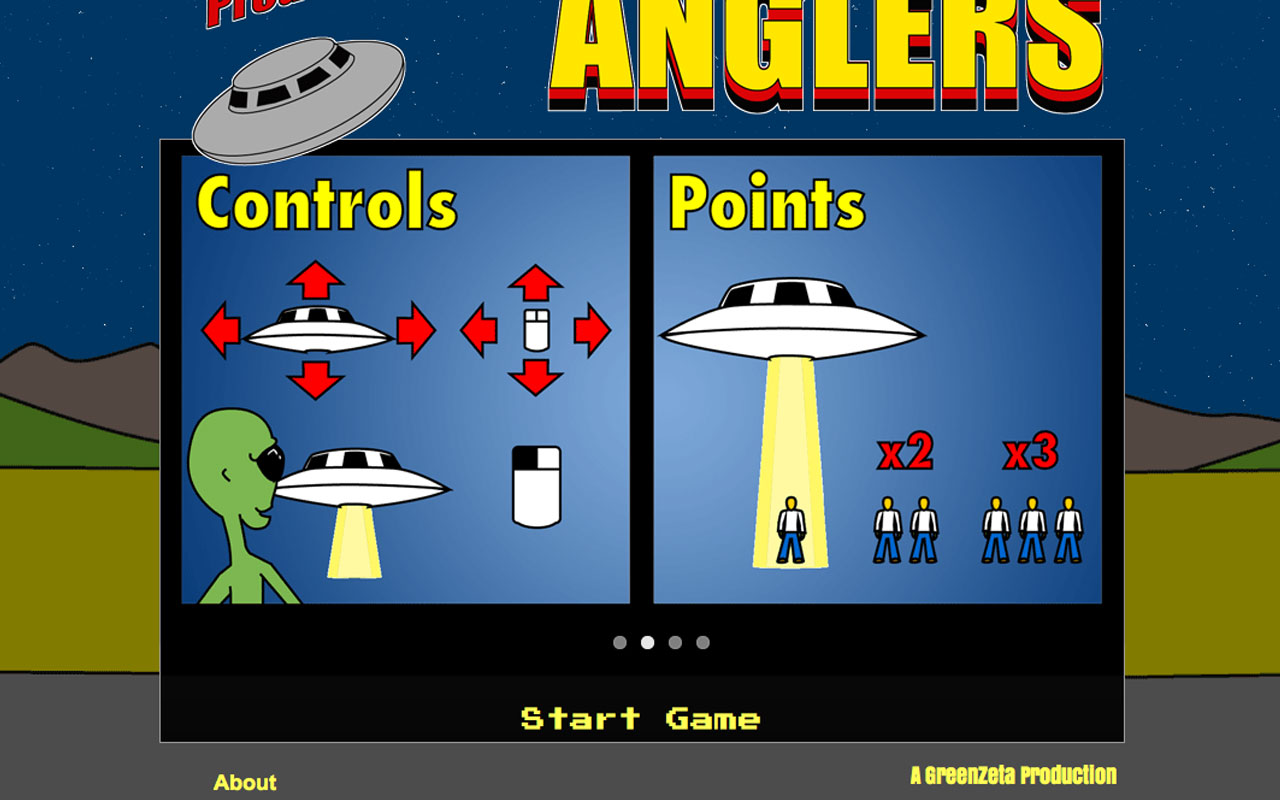 ANGLERS
Controls
Points
x2
x3
Start Game
About
A GreenZeta Production